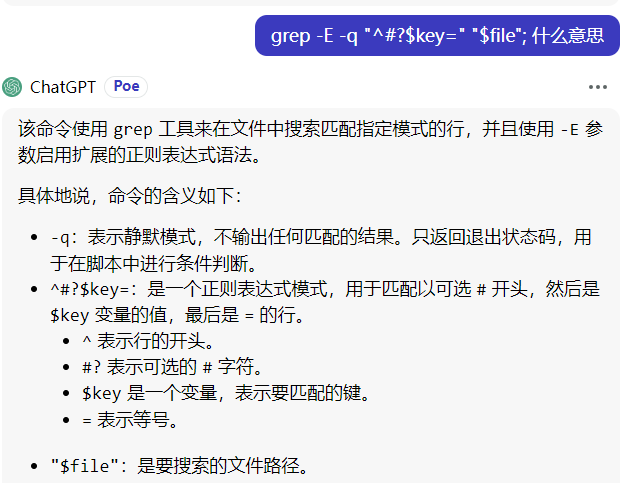 grep -E -q "^#?$key=" "$file"; 什么意思
ChatGPT Poe
该命令使用 grep 工具来在文件中搜索匹配指定模式的行，并且使用 -E 参
数启用扩展的正则表达式语法。
具体地说，命令的含义如下：
-q：表示静默模式，不输出任何匹配的结果。只返回退出状态码，用
于在脚本中进行条件判断。
^#?$key=：是一个正则表达式模式，用于匹配以可选 # 开头，然后是
$key 变量的值，最后是 = 的行。
^ 表示行的开头。
#? 表示可选的 # 字符。
$key 是一个变量，表示要匹配的键。
= 表示等号。
"$file"：是要搜索的文件路径。